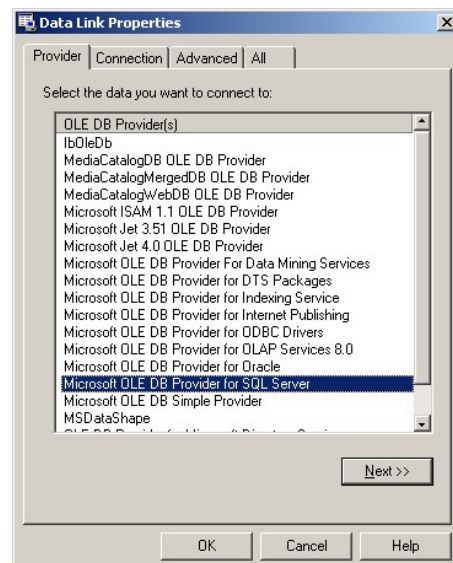 Data Link Properties
Provider Connection Advanced All
Select the data you want to connect to:
OLE DB Provider(s)
IbOleDb
MediaCatalogDB OLE DB Provider
MediaCatalogMergedDB OLE DB Provider
MediaCatalogWebDB OLE DB Provider
Microsoft ISAM 1.1 OLE DB Provider
Microsoft Jet 3.51 OLE DB Provider
Microsoft Jet 4.0 OLE DB Provider
Microsoft OLE DB Provider For Data Mining Services
Microsoft OLE DB Provider for DTS Packages
Microsoft OLE DB Provider for Indexing Service
Microsoft OLE DB Provider for Internet Publishing
Microsoft OLE DB Provider for ODBC Drivers
Microsoft OLE DB Provider for OLAP Services 8.0
Microsoft OLE DB Provider for Oracle
Microsoft OLE DB Provider for SQL Server
Microsoft OLE DB Simple Provider
MSDataShape
Next >>
OK Cancel Help